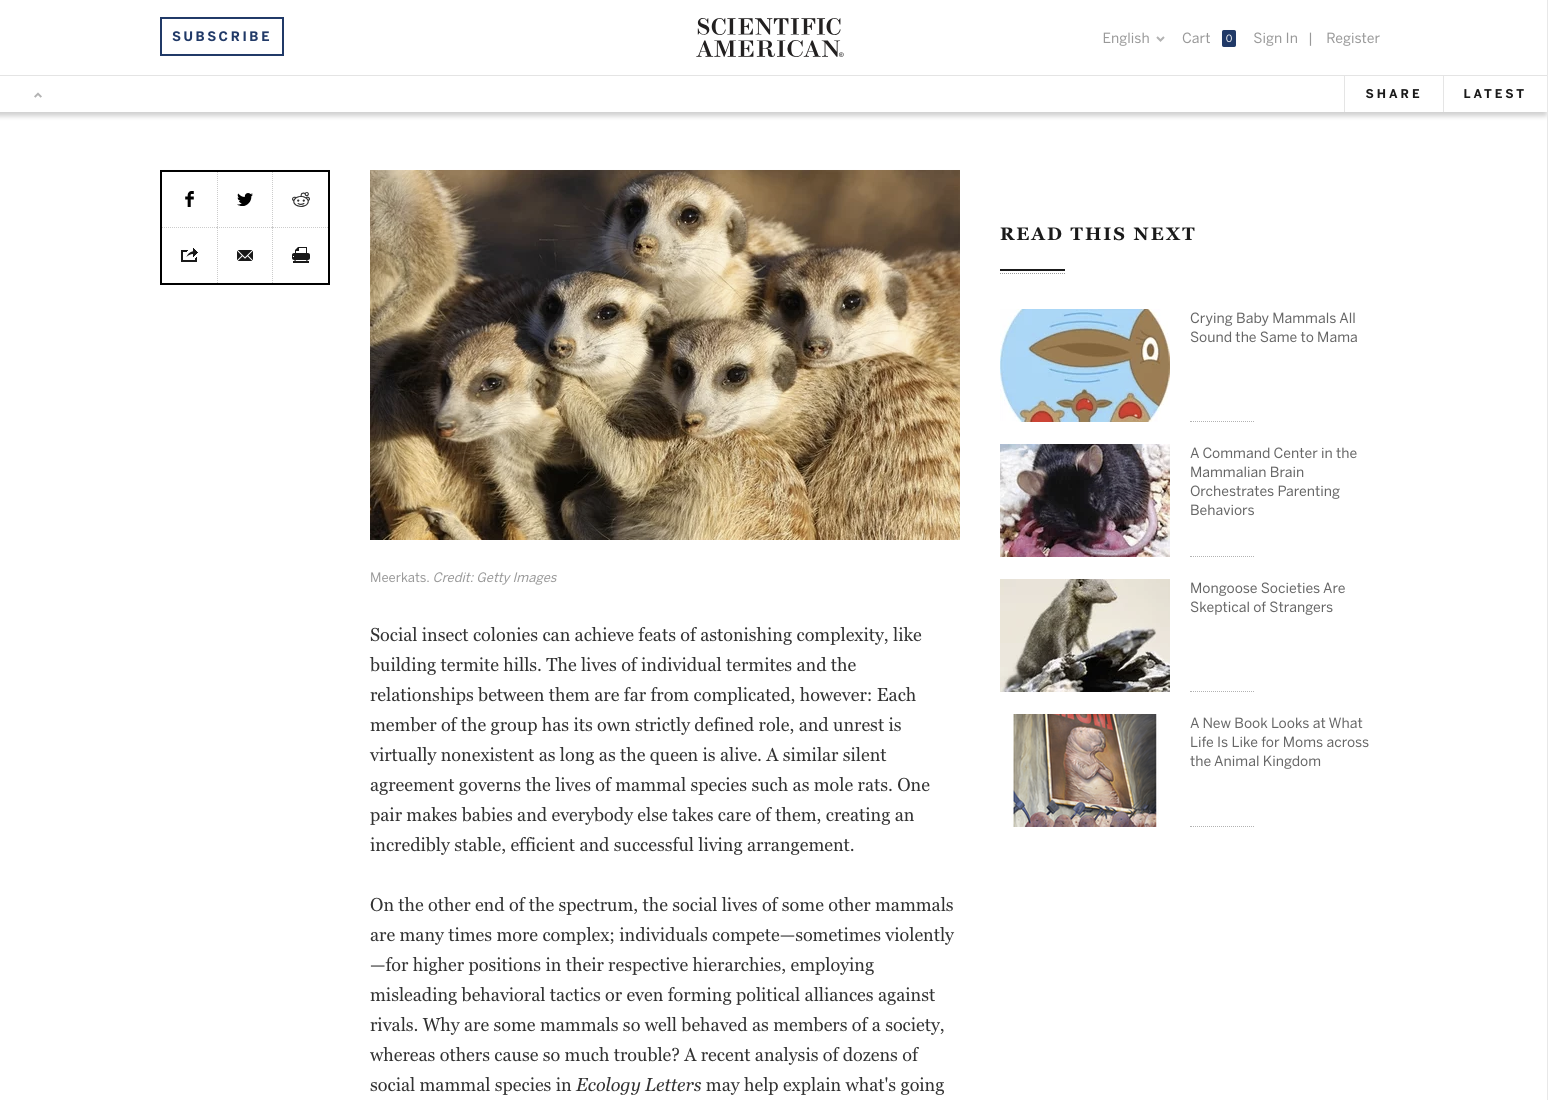 SUBSCRIBE
SCIENTIFIC
AMERICAN®
English
Cart 0
Sign In | Register
SHARE
LATEST
Meerkats. Credit: Getty Images
Social insect colonies can achieve feats of astonishing complexity, like
building termite hills. The lives of individual termites and the
relationships between them are far from complicated, however: Each
member of the group has its own strictly defined role, and unrest is
virtually nonexistent as long as the queen is alive. A similar silent
agreement governs the lives of mammal species such as mole rats. One
pair makes babies and everybody else takes care of them, creating an
incredibly stable, efficient and successful living arrangement.
On the other end of the spectrum, the social lives of some other mammals
are many times more complex; individuals compete—sometimes violently
—for higher positions in their respective hierarchies, employing
misleading behavioral tactics or even forming political alliances against
rivals. Why are some mammals so well behaved as members of a society,
whereas others cause so much trouble? A recent analysis of dozens of
social mammal species in Ecology Letters may help explain what's going
READ THIS NEXT
Crying Baby Mammals All
Sound the Same to Mama
A Command Center in the
Mammalian Brain
Orchestrates Parenting
Behaviors
Mongoose Societies Are
Skeptical of Strangers
A New Book Looks at What
Life Is Like for Moms across
the Animal Kingdom